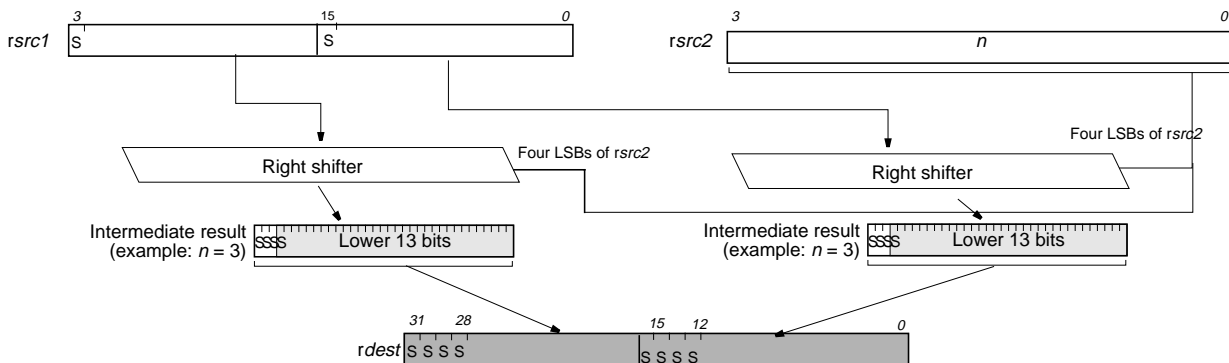 3 15 0 3 0
rsrc1 S S rsrc2 n
Four LSBs of rsrc2
Four LSBs of rsrc2
Right shifter
Right shifter
Intermediate result
(example: n = 3)
SSSS Lower 13 bits
Intermediate result
(example: n = 3)
SSSS Lower 13 bits
31 28 15 12 0
rdest S S S S S S S S